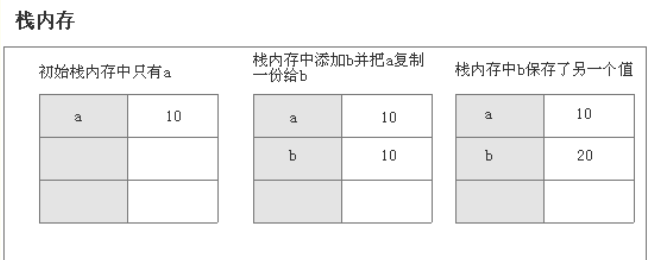 栈内存
初始栈内存中只有a
a 10
栈内存中添加b并把a复制
一份给b
a 10
b 10
栈内存中b保存了另一个值
a 10
b 20